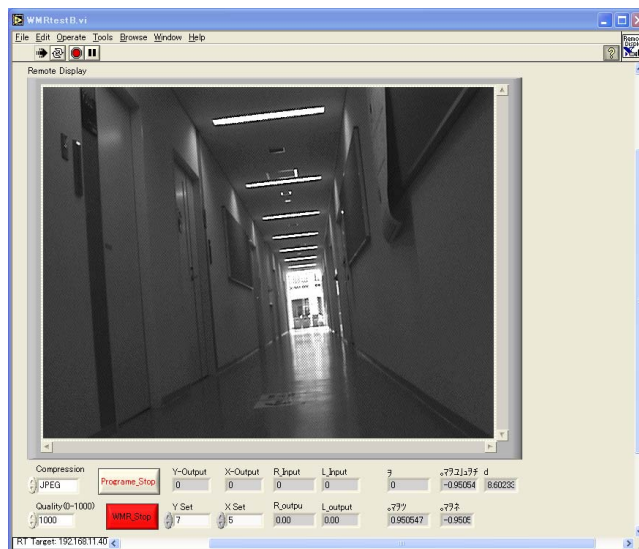 WMRtestB.vi
File Edit Operate Tools Browse Window Help
?
Remote Display
Compression
JPEG
Programe_Stop
Y-Output
0
X-Output
0
R_Input
0
L_Input
0
ｦ
0
-0.95054
d
8.6023
Quality(0-1000)
1000
WMR_Stop
Y Set
7
X Set
5
R_outpu
0.00
L_output
0.00
0.950547
-0.9505
RT Target: 192.168.11.40